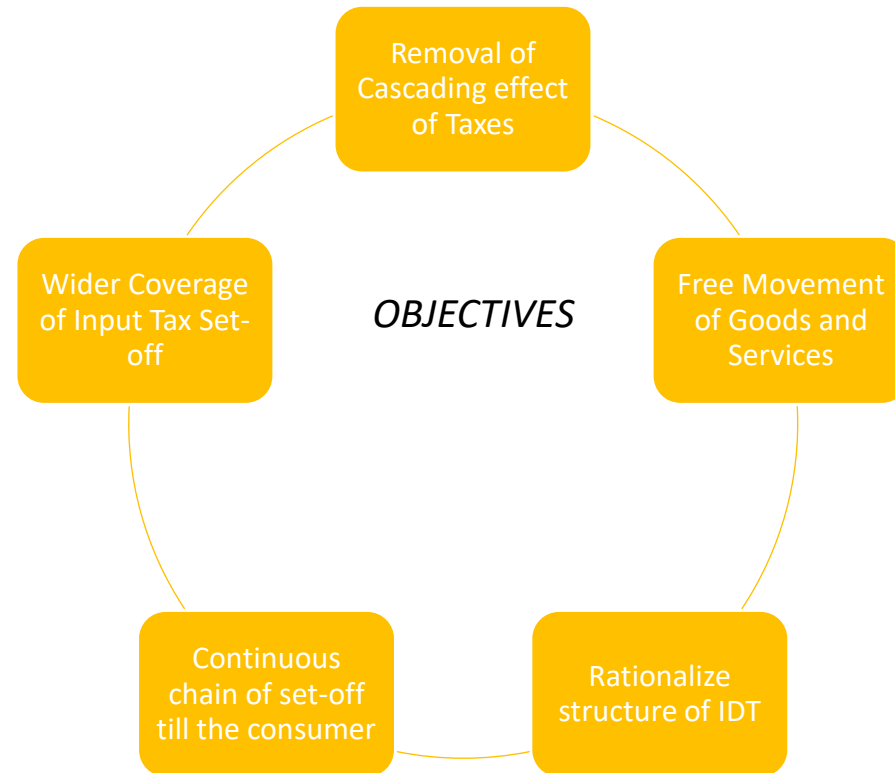 Removal of
Cascading effect
of Taxes
Wider Coverage
of Input Tax Set-
off
OBJECTIVES
Free Movement
of Goods and
Services
Continuous
chain of set-off
till the consumer
Rationalize
structure of IDT